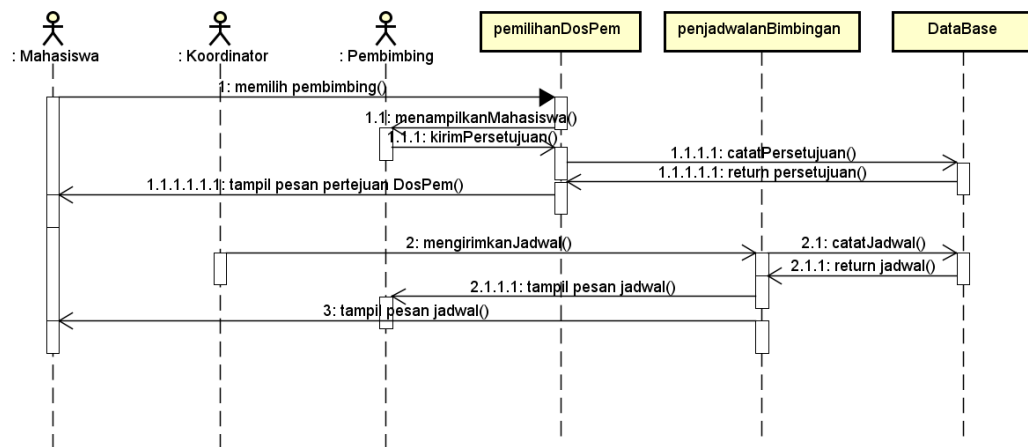 pemilihanDosPem
penjadwalanBimbingan
DataBase
: Mahasiswa
: Koordinator
: Pembimbing
1: memilih pembimbing()
1.1: menampilkanMahasiswa()
1.1.1: kirimPersetujuan()
1.1.1.1: catatPersetujuan()
1.1.1.1.1: return persetujuan()
1.1.1.1.1.1: tampil pesan pertejuan DosPem()
2: mengirimkanJadwal()
2.1: catatJadwal()
2.1.1: return jadwal()
2.1.1.1: tampil pesan jadwal()
3: tampil pesan jadwal()